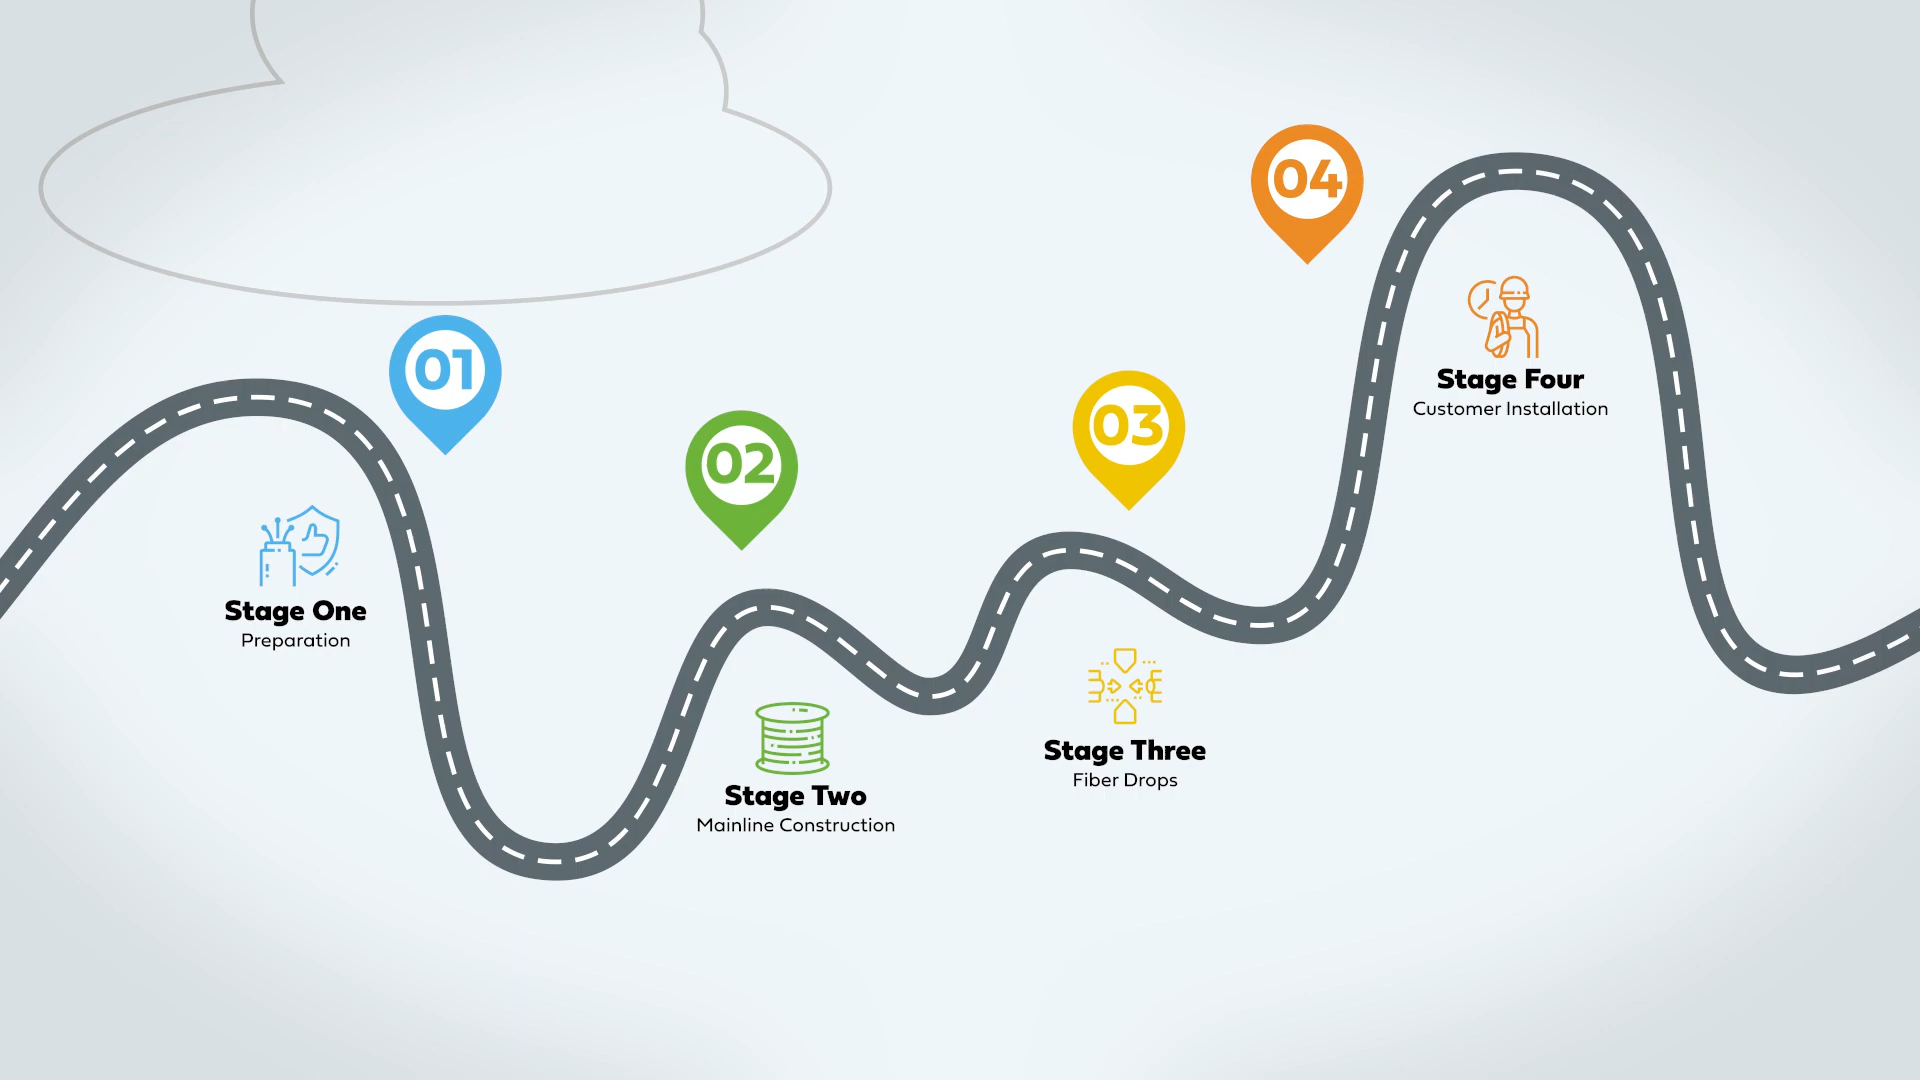 01
Stage One
Preparation
02
Stage Two
Mainline Construction
03
Stage Three
Fiber Drops
04
Stage Four
Customer Installation